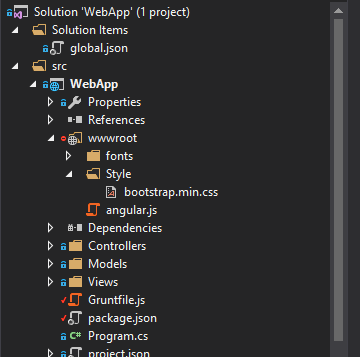 Solution 'WebApp' (1 project)
Solution Items
global.json
src
WebApp
Properties
References
wwwroot
fonts
Style
bootstrap.min.css
angular.js
Dependencies
Controllers
Models
Views
Gruntfile.js
package.json
C# Program.cs
project.json